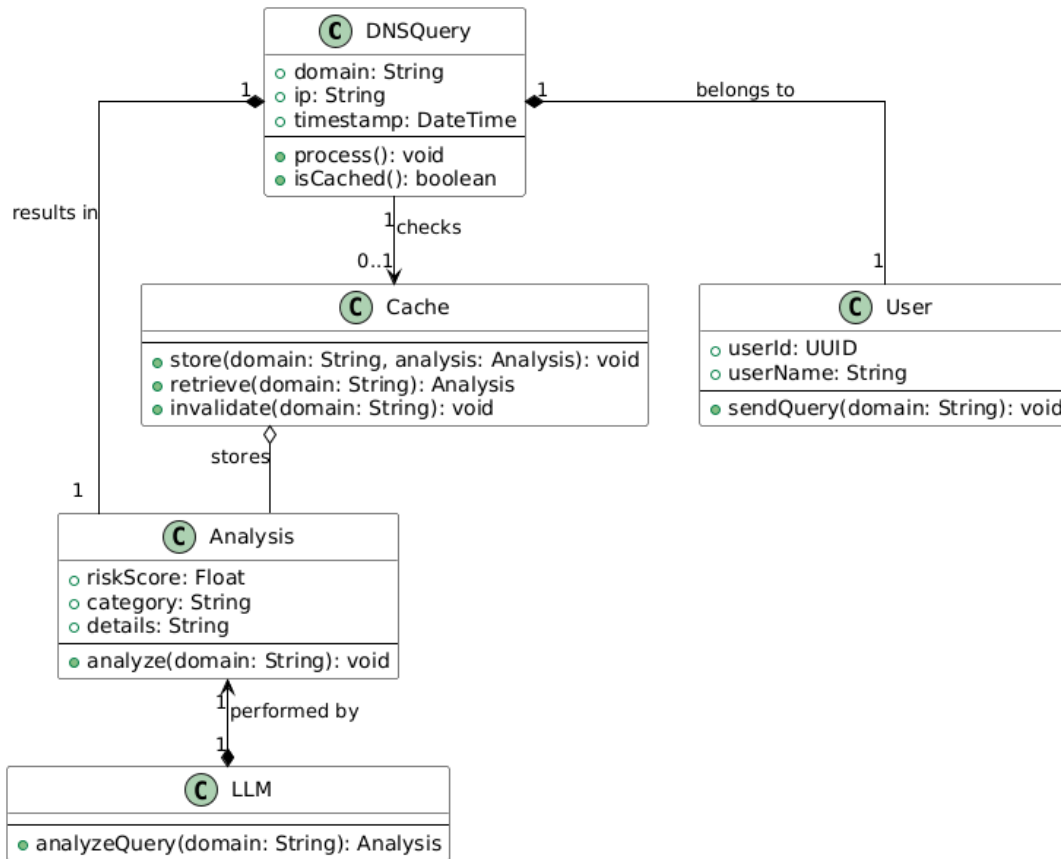 C DNSQuery
domain: String
ip: String
timestamp: DateTime
process(): void
isCached(): boolean
1
1
belongs to
results in
1
checks
0..1
1
C Cache
store(domain: String, analysis: Analysis): void
retrieve(domain: String): Analysis
invalidate(domain: String): void
C User
userId: UUID
userName: String
sendQuery(domain: String): void
stores
1
C Analysis
riskScore: Float
category: String
details: String
analyze(domain: String): void
1
performed by
1
C LLM
analyzeQuery(domain: String): Analysis